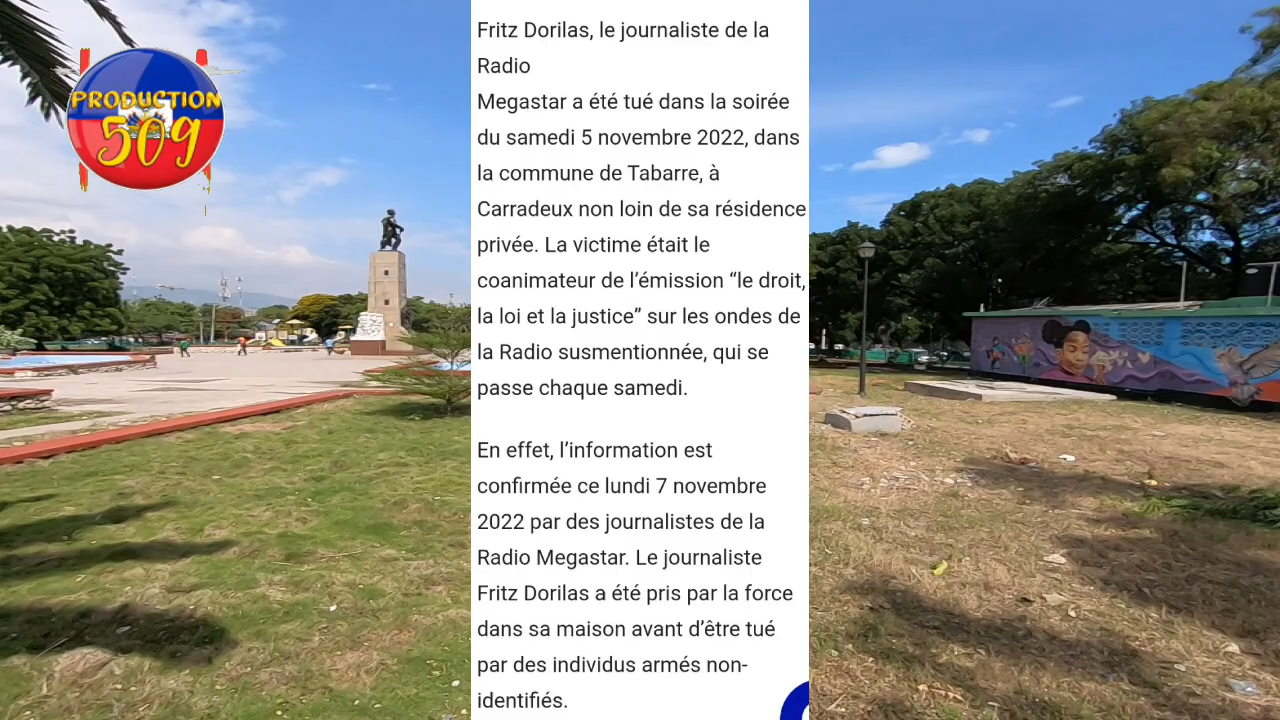 PRODUCTION
509
Fritz Dorilas, le journaliste de la
Radio
Megastar a été tué dans la soirée
du samedi 5 novembre 2022, dans
la commune de Tabarre, à
Carradeux non loin de sa résidence
privée. La victime était le
coanimateur de l’émission “le droit,
la loi et la justice” sur les ondes de
la Radio susmentionnée, qui se
passe chaque samedi.
En effet, l’information est
confirmée ce lundi 7 novembre
2022 par des journalistes de la
Radio Megastar. Le journaliste
Fritz Dorilas a été pris par la force
dans sa maison avant d’être tué
par des individus armés non-
identifiés.